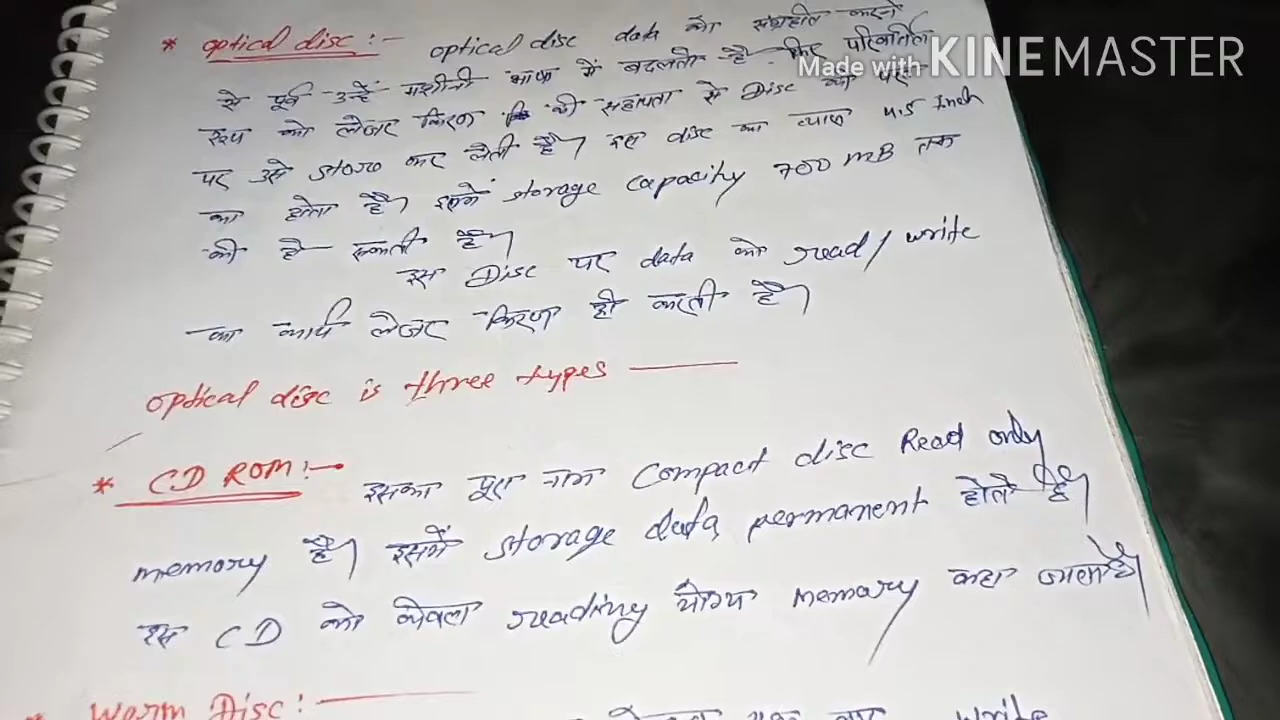 * optical disc :- optical disc data को संग्रहित करने
से पूर्व उन्हें मशीनी भाषा में बदलती है फिर परिवर्तित
रूप को लेजर किरण की सहायता से Disc की
पर उसे store कर लेती है। इस disc का व्यास 4.5 Inch
का होता है। इसमें storage capacity 700 MB तक
की हो सकती है।
इस Disc पर data को read/write
का कार्य लेजर किरण ही करती है।
optical disc is three types ——
* CD ROM :- इसका पूरा नाम Compact disc Read only
memory है। इसमें storage data permanent होते है।
इस CD को केवल reading योग्य memory कहा जाता है।
* Warm Disc :- write
Made with KINEMASTER